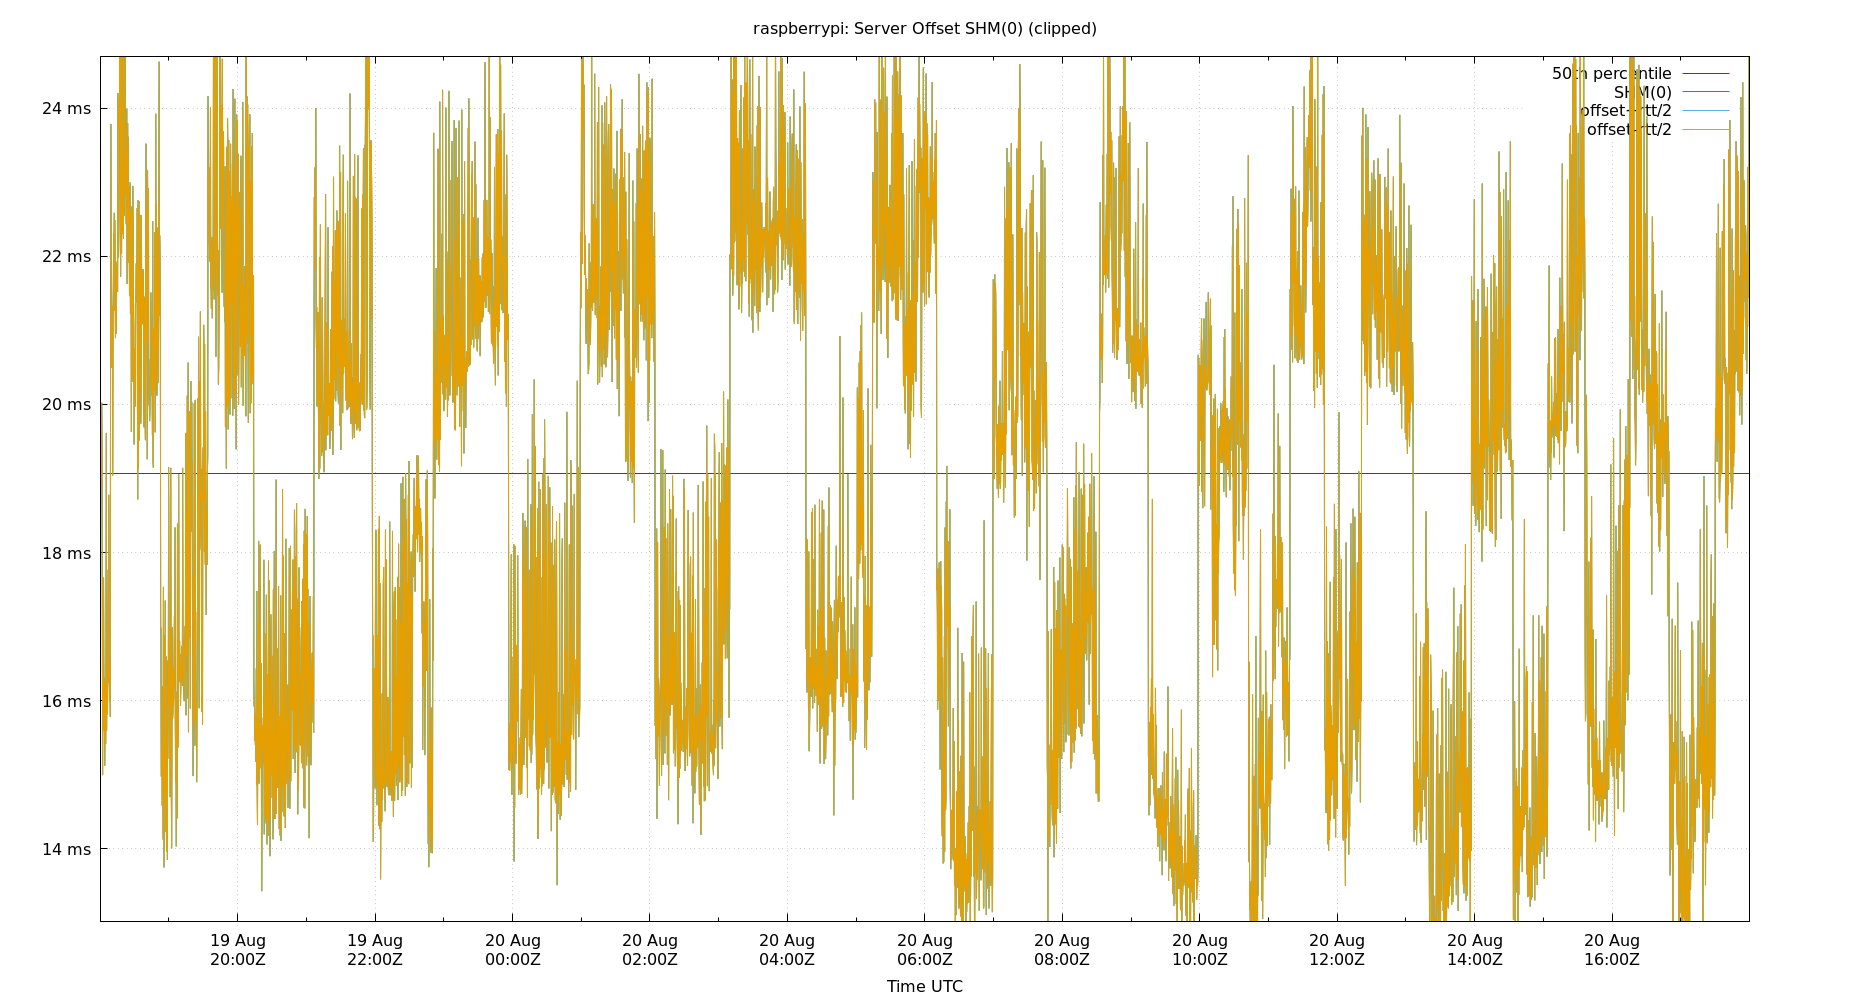 raspberrypi: Server Offset SHM(0) (clipped)
50th percentile
SHM(0)
offset+rtt/2
offset-rtt/2
24 ms
22 ms
20 ms
18 ms
16 ms
14 ms
19 Aug 19 Aug 20 Aug 20 Aug 20 Aug 20 Aug 20 Aug 20 Aug 20 Aug 20 Aug 20 Aug
20:00Z 22:00Z 00:00Z 02:00Z 04:00Z 06:00Z 08:00Z 10:00Z 12:00Z 14:00Z 16:00Z
Time UTC